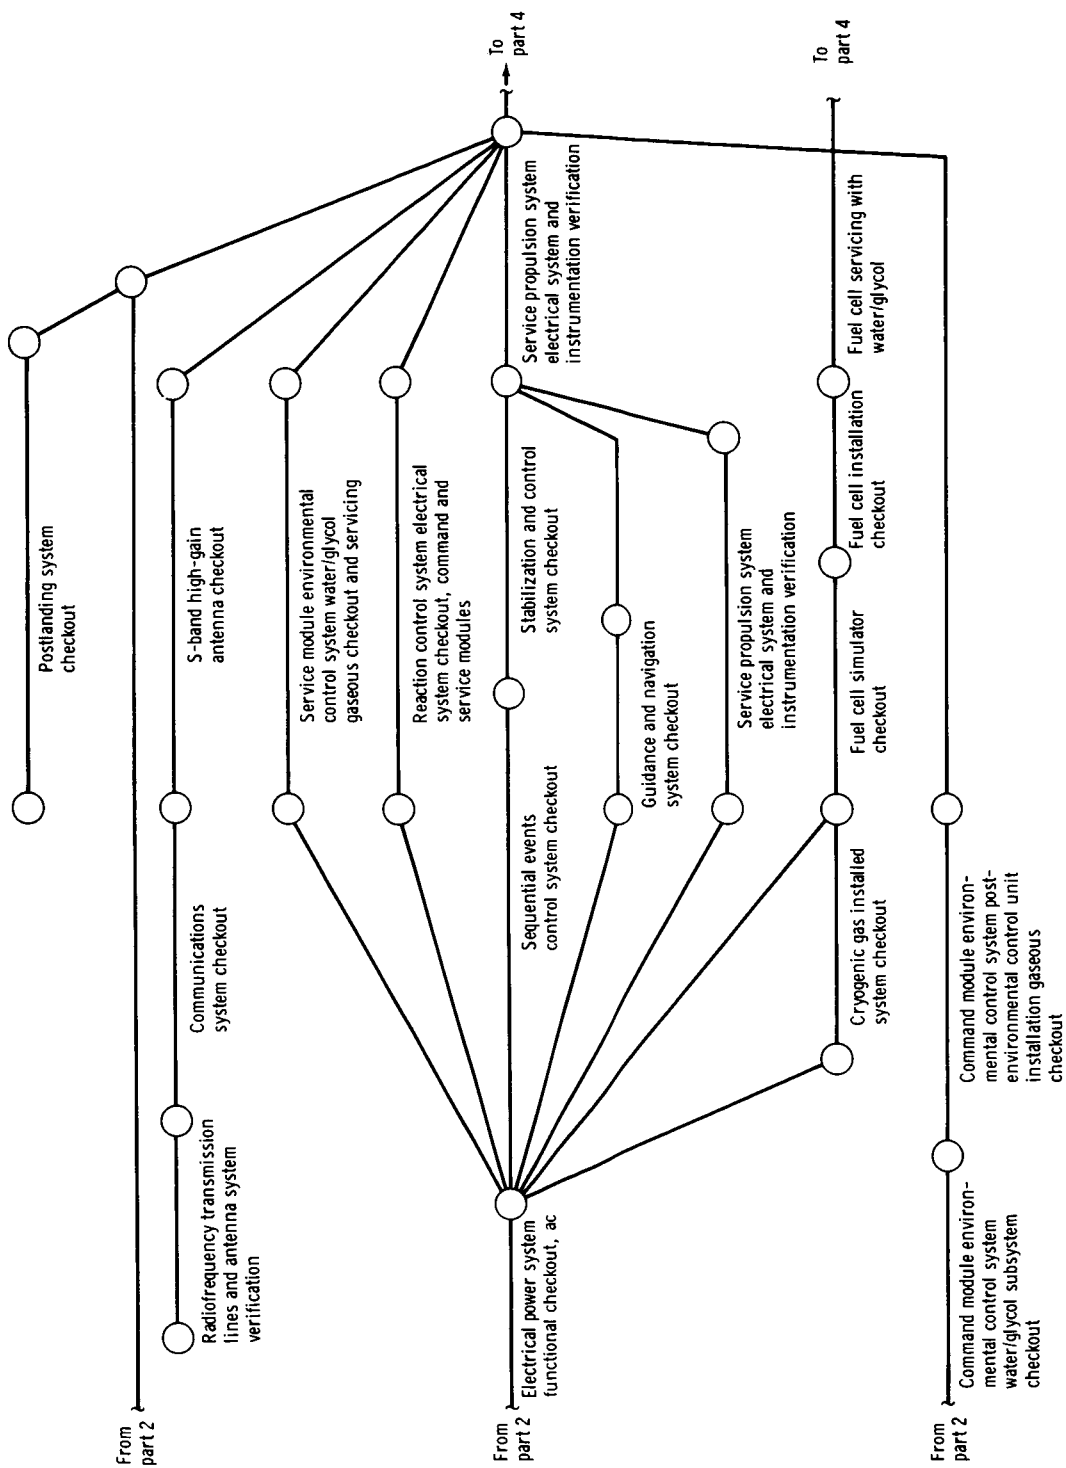 Postlanding system
checkout
From
part 2
Radiofrequency transmission
lines and antenna system
verification
Communications
system checkout
S-band high-gain
antenna checkout
Service module environmental
control system water/glycol
gaseous checkout and servicing
Reaction control system electrical
system checkout, command and
service modules
From
part 2
Electrical power system
functional checkout, ac
Sequential events
control system checkout
Stabilization and control
system checkout
Service propulsion system
electrical system and
instrumentation verification
To
part 4
Guidance and navigation
system checkout
Service propulsion system
electrical system and
instrumentation verification
Cryogenic gas installed
system checkout
Fuel cell simulator
checkout
Fuel cell installation
checkout
Fuel cell servicing with
water/glycol
To
part 4
From
part 2
Command module environ-
mental control system
water/glycol subsystem
checkout
Command module environ-
mental control system post-
environmental control unit
installation gaseous
checkout